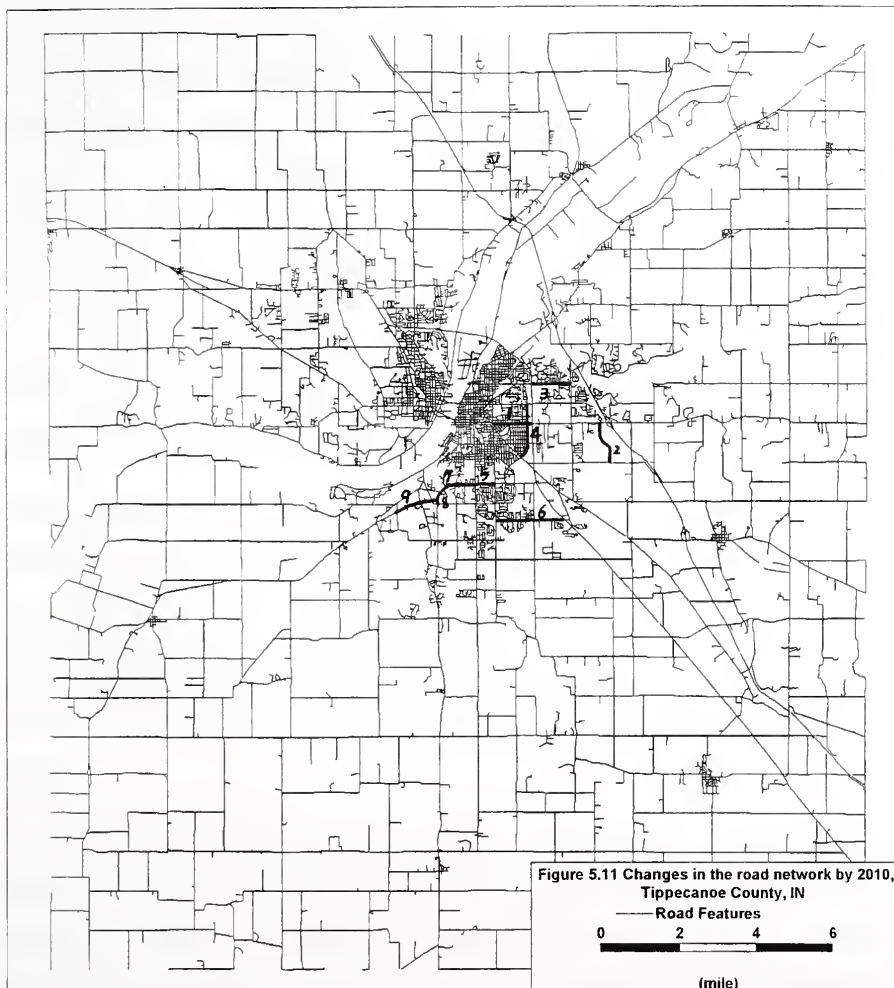 3
1
4
2
7
5
9
8
6
Figure 5.11 Changes in the road network by 2010,
Tippecanoe County, IN
Road Features
0 2 4 6
(mile)